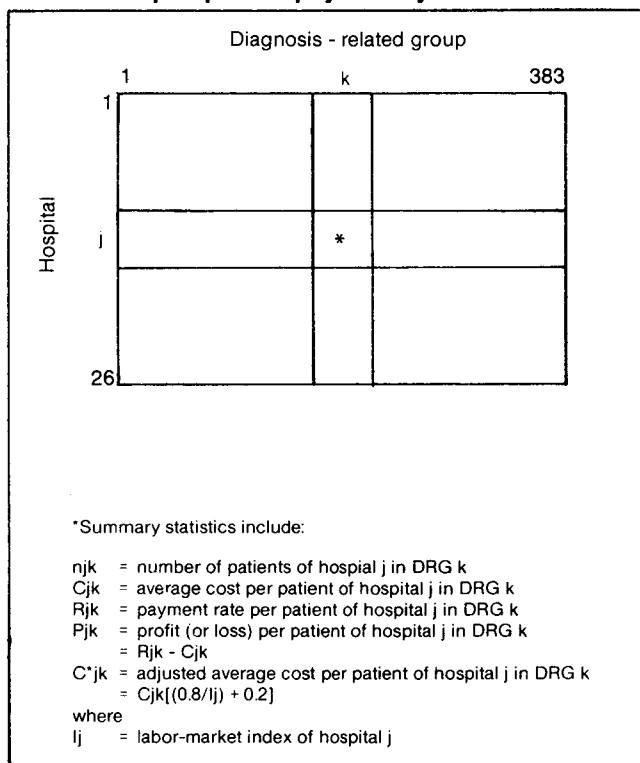 Diagnosis - related group
1 k 383
1
Hospital
j
*
26
*Summary statistics include:
njk = number of patients of hospial j in DRG k
Cjk = average cost per patient of hospital j in DRG k
Rjk = payment rate per patient of hospital j in DRG k
Pjk = profit (or loss) per patient of hospital j in DRG k
= Rjk - Cjk
C*jk = adjusted average cost per patient of hospital j in DRG k
= Cjk[(0.8/Ij) + 0.2]
where
Ij = labor-market index of hospital j